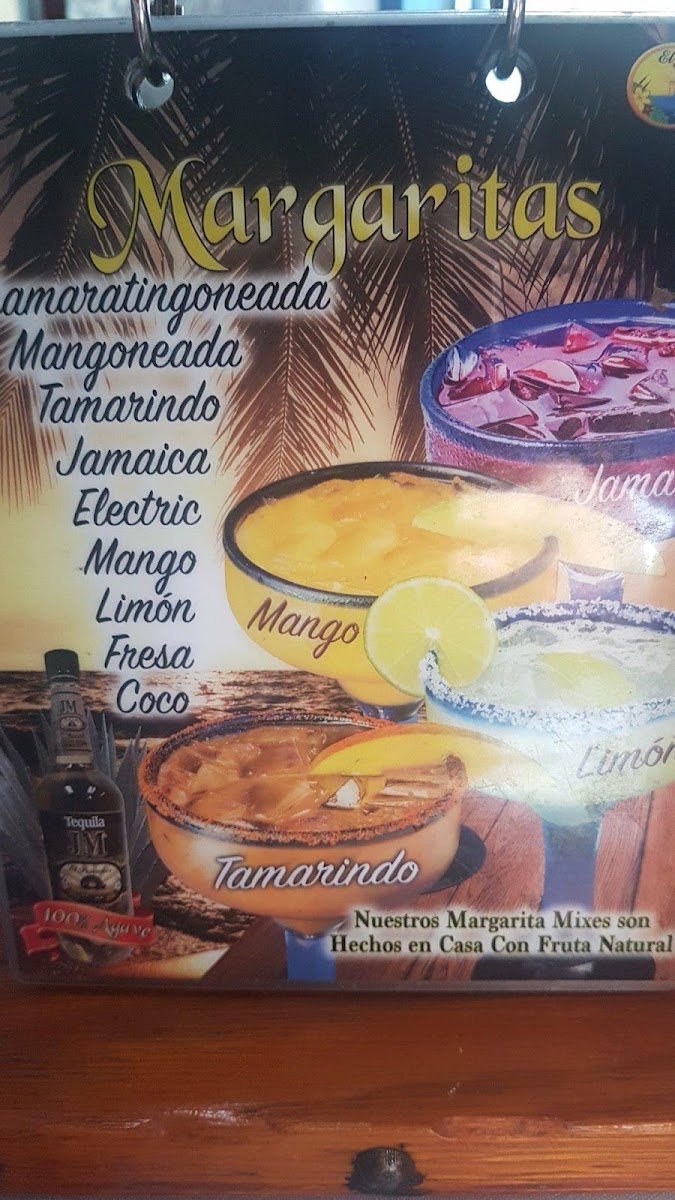 Margaritas
amaratingoneada
Mangoneada
Tamarindo
Jamaica
Electric
Mango
Limón
Fresa
Coco
Jama
Mango
Limón
Tamarindo
Tequila
JM
100% Agave
Nuestros Margarita Mixes son
Hechos en Casa Con Fruta Natural